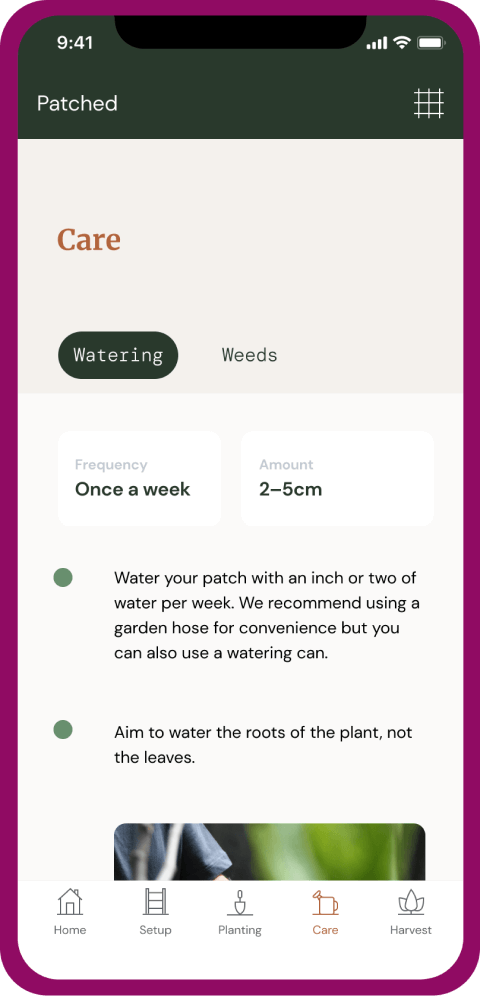 9:41
Patched
Care
Watering
Weeds
Frequency
Once a week
Amount
2–5cm
Water your patch with an inch or two of
water per week. We recommend using a
garden hose for convenience but you
can also use a watering can.
Aim to water the roots of the plant, not
the leaves.
Home
Setup
Planting
Care
Harvest